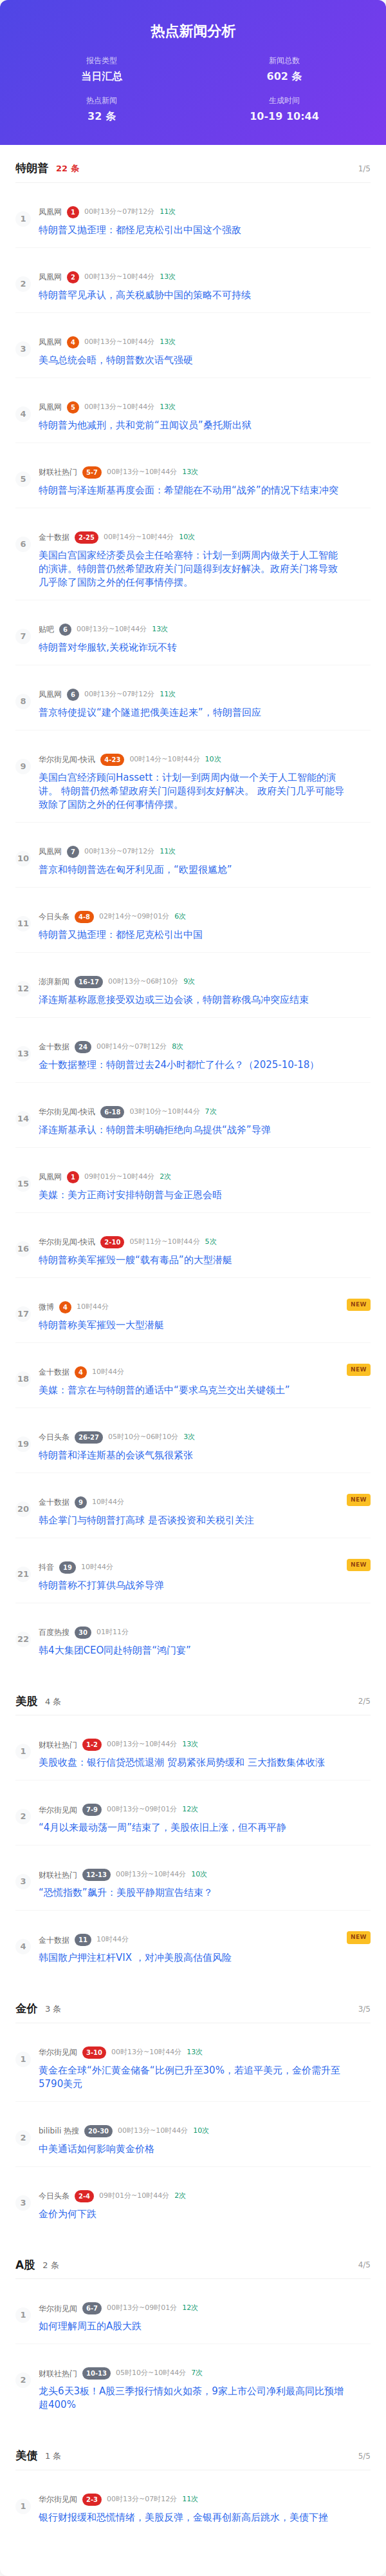 热点新闻分析
报告类型
新闻总数
当日汇总
602 条
热点新闻
生成时间
32 条
10-19 10:44
特朗普 22 条 1/5
1
凤凰网 1 00时13分~07时12分 11次
特朗普又抛歪理：都怪尼克松引出中国这个强敌
2
凤凰网 2 00时13分~10时44分 13次
特朗普罕见承认，高关税威胁中国的策略不可持续
3
凤凰网 4 00时13分~10时44分 13次
美乌总统会晤，特朗普数次语气强硬
4
凤凰网 5 00时13分~10时44分 13次
特朗普为他减刑，共和党前“丑闻议员”桑托斯出狱
5
财联社热门 5-7 00时13分~10时44分 13次
特朗普与泽连斯基再度会面：希望能在不动用“战斧”的情况下结束冲突
6
金十数据 2-25 00时14分~10时44分 10次
美国白宫国家经济委员会主任哈塞特：计划一到两周内做关于人工智能
的演讲。特朗普仍然希望政府关门问题得到友好解决。政府关门将导致
几乎除了国防之外的任何事情停摆。
7
贴吧 6 00时13分~10时44分 13次
特朗普对华服软,关税讹诈玩不转
8
凤凰网 6 00时13分~07时12分 11次
普京特使提议“建个隧道把俄美连起来”，特朗普回应
9
华尔街见闻-快讯 4-23 00时14分~10时44分 10次
美国白宫经济顾问Hassett：计划一到两周内做一个关于人工智能的演
讲。 特朗普仍然希望政府关门问题得到友好解决。 政府关门几乎可能导
致除了国防之外的任何事情停摆。
10
凤凰网 7 00时13分~07时12分 11次
普京和特朗普选在匈牙利见面，“欧盟很尴尬”
11
今日头条 4-8 02时14分~09时01分 6次
特朗普又抛歪理：都怪尼克松引出中国
12
澎湃新闻 16-17 00时13分~06时10分 9次
泽连斯基称愿意接受双边或三边会谈，特朗普称俄乌冲突应结束
13
金十数据 24 00时14分~07时12分 8次
金十数据整理：特朗普过去24小时都忙了什么？（2025-10-18）
14
华尔街见闻-快讯 6-18 03时10分~10时44分 7次
泽连斯基承认：特朗普未明确拒绝向乌提供“战斧”导弹
15
凤凰网 1 09时01分~10时44分 2次
美媒：美方正商讨安排特朗普与金正恩会晤
16
华尔街见闻-快讯 2-10 05时11分~10时44分 5次
特朗普称美军摧毁一艘“载有毒品”的大型潜艇
17
微博 4 10时44分
NEW
特朗普称美军摧毁一大型潜艇
18
金十数据 4 10时44分
NEW
美媒：普京在与特朗普的通话中“要求乌克兰交出关键领土”
19
今日头条 26-27 05时10分~06时10分 3次
特朗普和泽连斯基的会谈气氛很紧张
20
金十数据 9 10时44分
NEW
韩企掌门与特朗普打高球 是否谈投资和关税引关注
21
抖音 19 10时44分
NEW
特朗普称不打算供乌战斧导弹
22
百度热搜 30 01时11分
韩4大集团CEO同赴特朗普“鸿门宴”
美股 4 条 2/5
1
财联社热门 1-2 00时13分~10时44分 13次
美股收盘：银行信贷恐慌退潮 贸易紧张局势缓和 三大指数集体收涨
2
华尔街见闻 7-9 00时13分~09时01分 12次
“4月以来最动荡一周”结束了，美股依旧上涨，但不再平静
3
财联社热门 12-13 00时13分~10时44分 10次
“恐慌指数”飙升：美股平静期宣告结束？
4
金十数据 11 10时44分
NEW
韩国散户押注杠杆VIX ，对冲美股高估值风险
金价 3 条 3/5
1
华尔街见闻 3-10 00时13分~10时44分 13次
黄金在全球“外汇黄金储备“比例已升至30%，若追平美元，金价需升至
5790美元
2
bilibili 热搜 20-30 00时13分~10时44分 10次
中美通话如何影响黄金价格
3
今日头条 2-4 09时01分~10时44分 2次
金价为何下跌
A股 2 条 4/5
1
华尔街见闻 6-7 00时13分~09时01分 12次
如何理解周五的A股大跌
2
财联社热门 10-13 05时10分~10时44分 7次
龙头6天3板！A股三季报行情如火如荼，9家上市公司净利最高同比预增
超400%
美债 1 条 5/5
1
华尔街见闻 2-3 00时13分~07时12分 11次
银行财报缓和恐慌情绪，美股反弹，金银再创新高后跳水，美债下挫